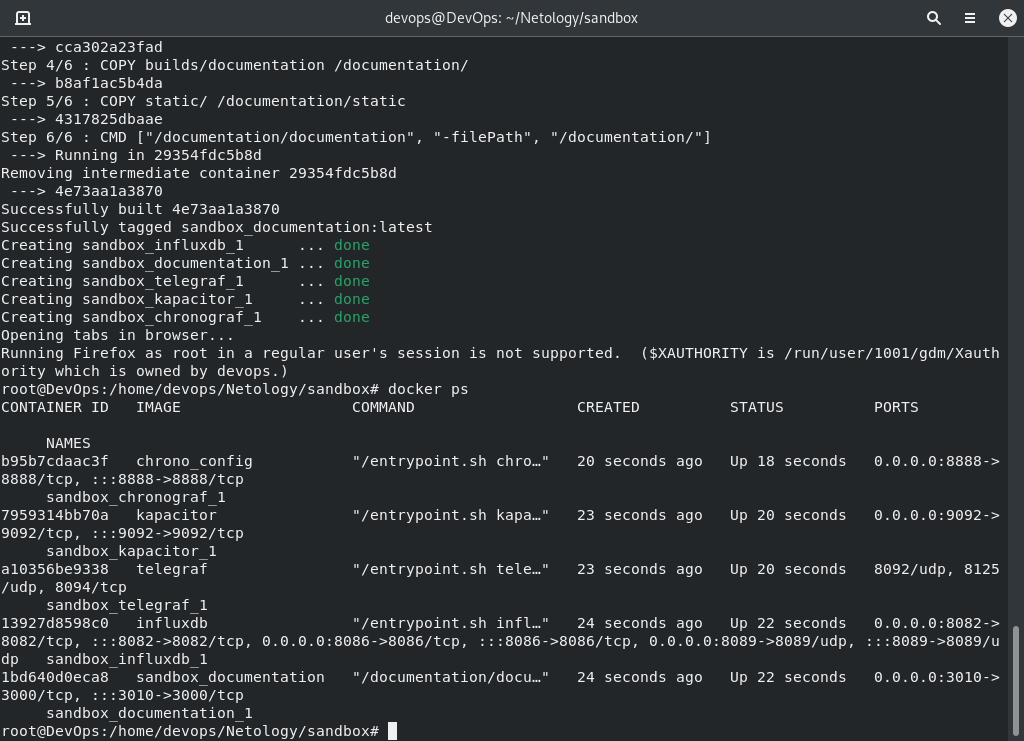 devops@DevOps: ~/Netology/sandbox
 ---> cca302a23fad
Step 4/6 : COPY builds/documentation /documentation/
 ---> b8af1ac5b4da
Step 5/6 : COPY static/ /documentation/static
 ---> 4317825dbaae
Step 6/6 : CMD ["/documentation/documentation", "-filePath", "/documentation/"]
 ---> Running in 29354fdc5b8d
Removing intermediate container 29354fdc5b8d
 ---> 4e73aa1a3870
Successfully built 4e73aa1a3870
Successfully tagged sandbox_documentation:latest
Creating sandbox_influxdb_1      ... done
Creating sandbox_documentation_1 ... done
Creating sandbox_telegraf_1      ... done
Creating sandbox_kapacitor_1     ... done
Creating sandbox_chronograf_1    ... done
Opening tabs in browser...
Running Firefox as root in a regular user's session is not supported.  ($XAUTHORITY is /run/user/1001/gdm/Xauth
ority which is owned by devops.)
root@DevOps:/home/devops/Netology/sandbox# docker ps
CONTAINER ID   IMAGE                   COMMAND                  CREATED          STATUS          PORTS
     NAMES
b95b7cdaac3f   chrono_config           "/entrypoint.sh chro…"   20 seconds ago   Up 18 seconds   0.0.0.0:8888->
8888/tcp, :::8888->8888/tcp
     sandbox_chronograf_1
7959314bb70a   kapacitor               "/entrypoint.sh kapa…"   23 seconds ago   Up 20 seconds   0.0.0.0:9092->
9092/tcp, :::9092->9092/tcp
     sandbox_kapacitor_1
a10356be9338   telegraf                "/entrypoint.sh tele…"   23 seconds ago   Up 20 seconds   8092/udp, 8125
/udp, 8094/tcp
     sandbox_telegraf_1
13927d8598c0   influxdb                "/entrypoint.sh infl…"   24 seconds ago   Up 22 seconds   0.0.0.0:8082->
8082/tcp, :::8082->8082/tcp, 0.0.0.0:8086->8086/tcp, :::8086->8086/tcp, 0.0.0.0:8089->8089/udp, :::8089->8089/u
dp   sandbox_influxdb_1
1bd640d0eca8   sandbox_documentation   "/documentation/docu…"   24 seconds ago   Up 22 seconds   0.0.0.0:3010->
3000/tcp, :::3010->3000/tcp
     sandbox_documentation_1
root@DevOps:/home/devops/Netology/sandbox#